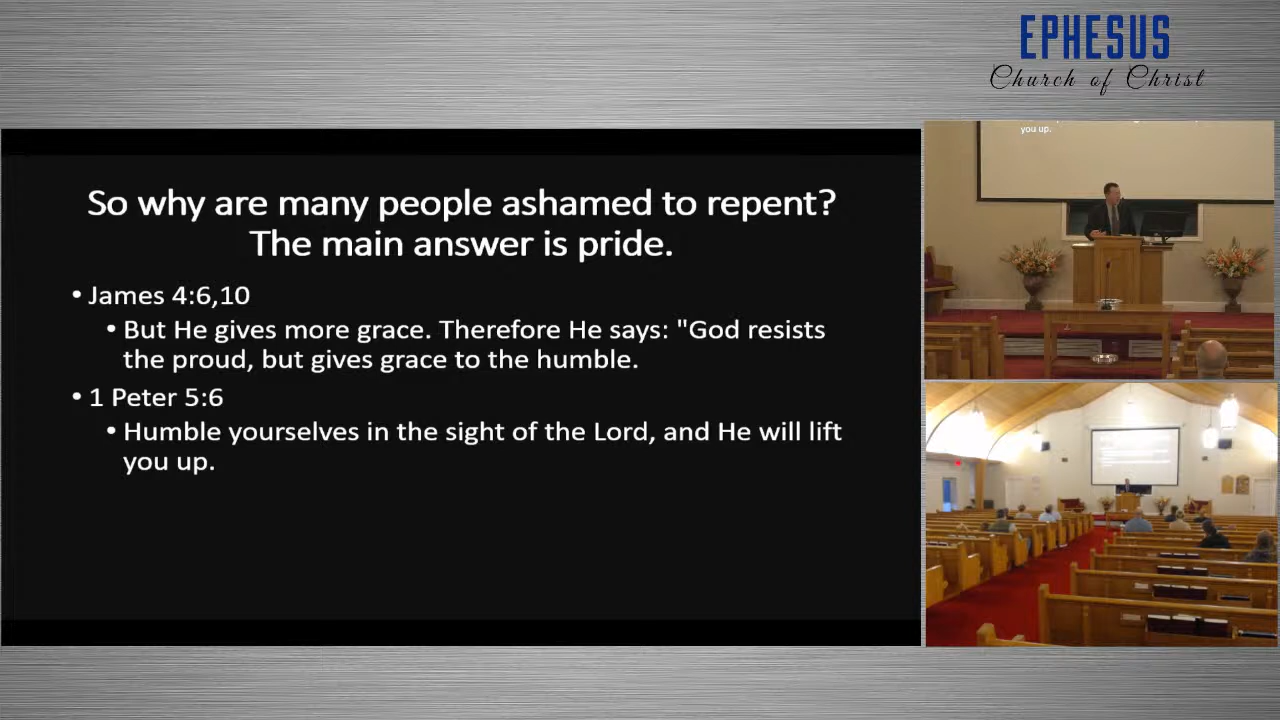 EPHESUS
Church of Christ
So why are many people ashamed to repent?
The main answer is pride.
• James 4:6,10
• But He gives more grace. Therefore He says: "God resists
the proud, but gives grace to the humble.
• 1 Peter 5:6
• Humble yourselves in the sight of the Lord, and He will lift
you up.
you up.